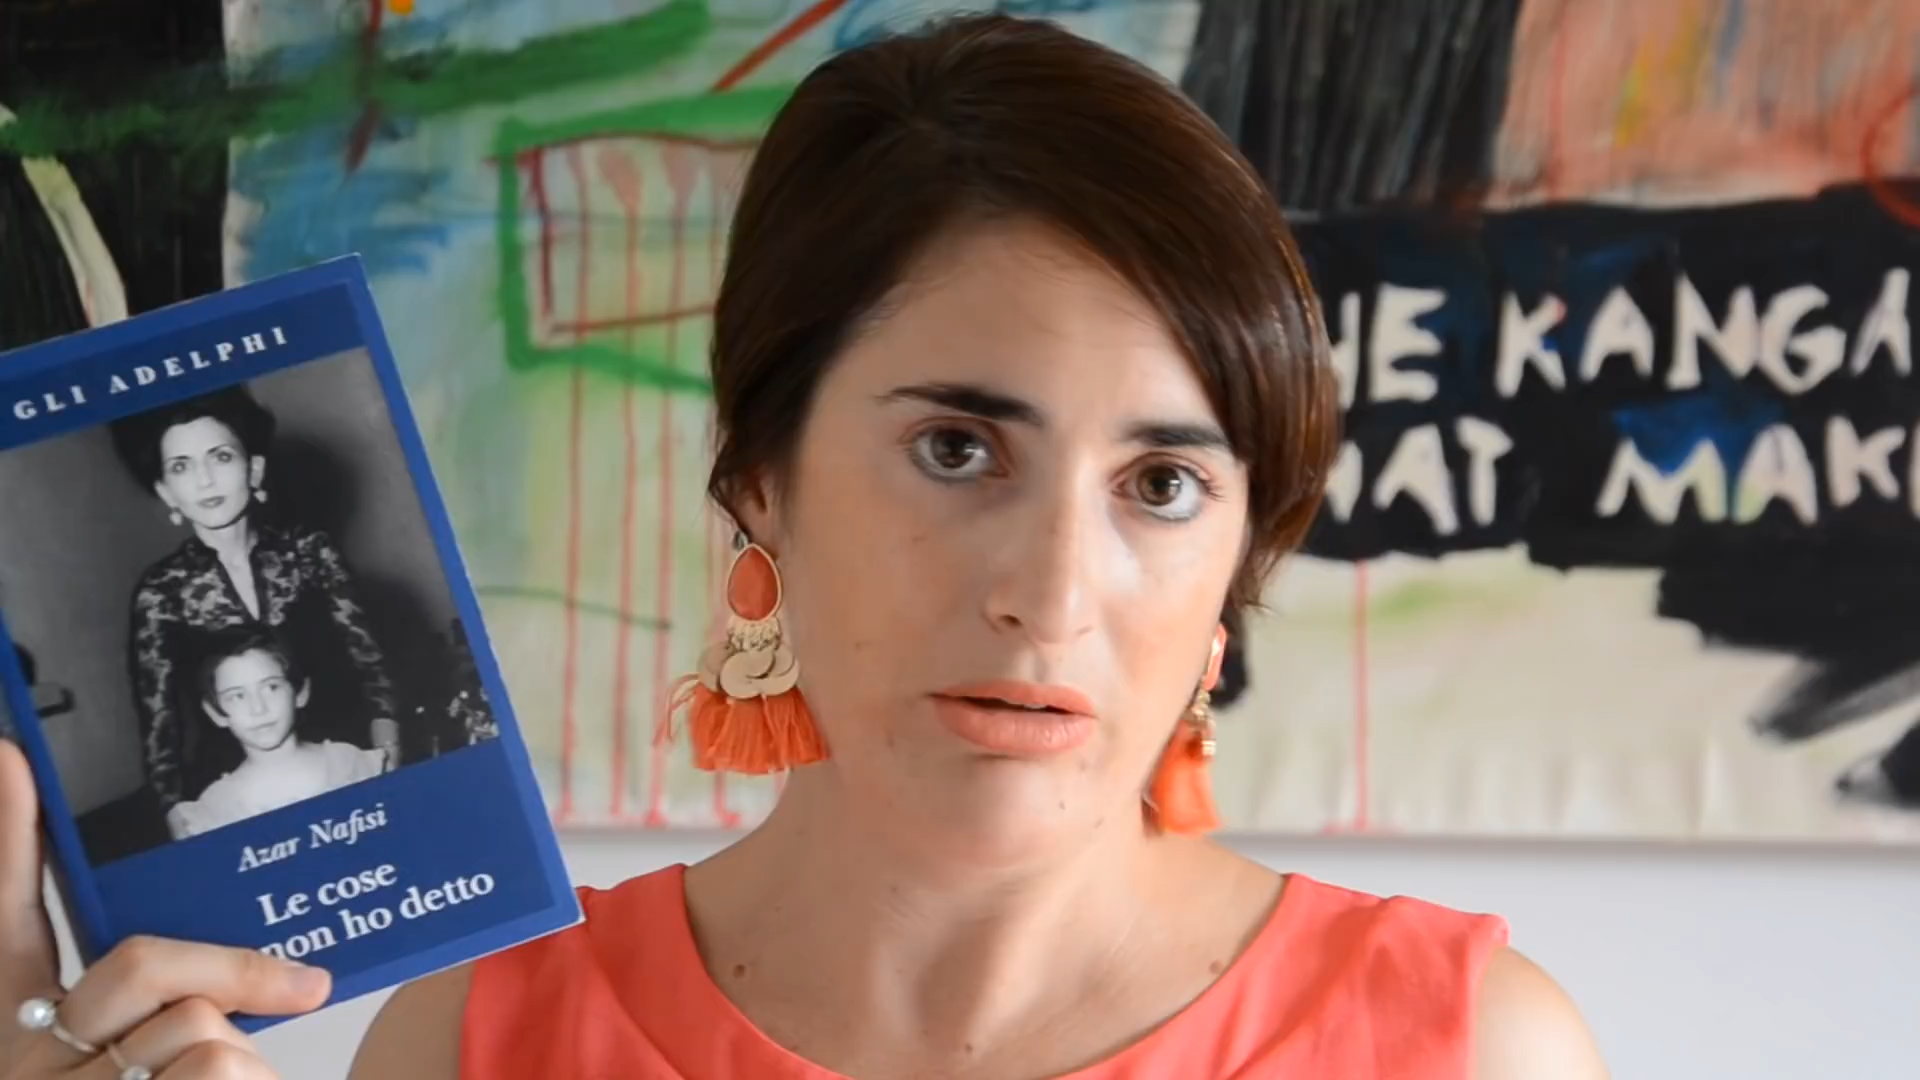 GLI ADELPHI
Azar Nafisi
Le cose
non ho detto
HE KANGA
HAT MAK